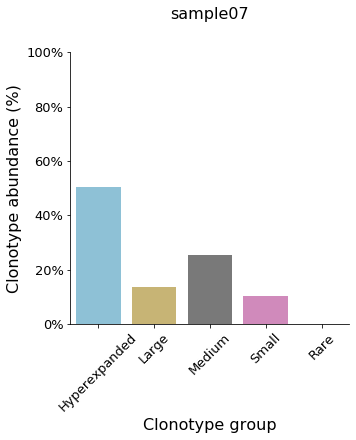 sample07
100%
80%
60%
40%
20%
0%
Clonotype abundance (%)
Hyperexpanded
Large
Medium
Small
Rare
Clonotype group